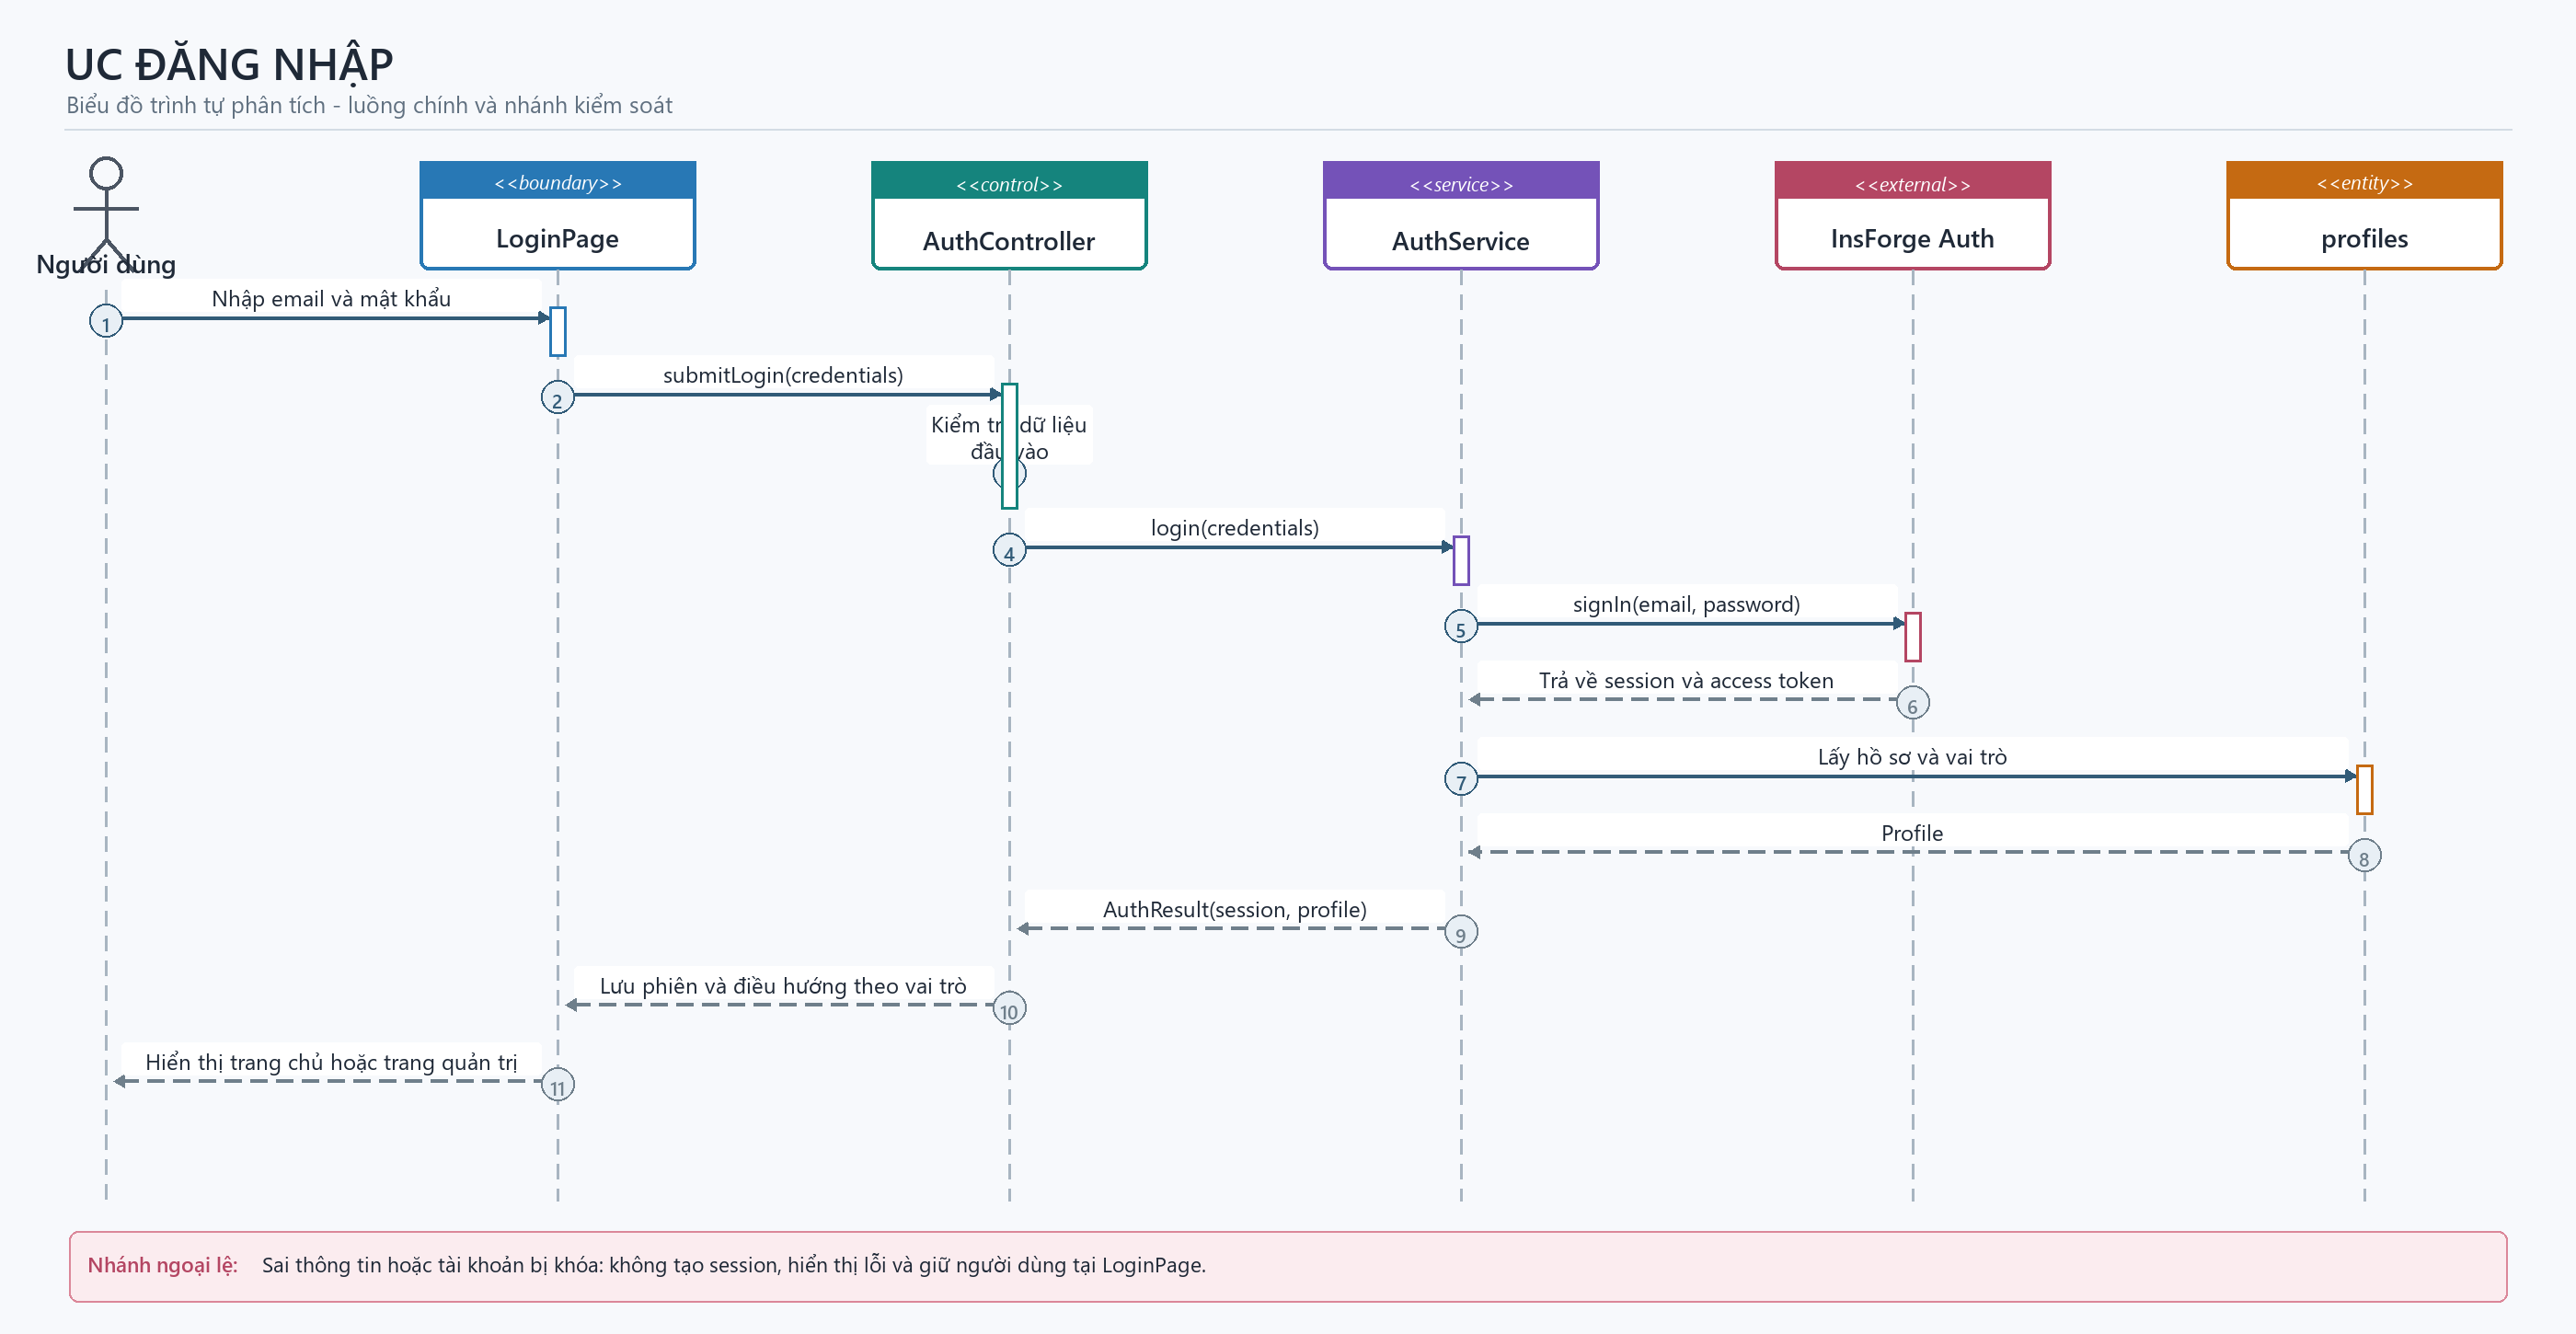 UC ĐĂNG NHẬP
Biểu đồ trình tự phân tích - luồng chính và nhánh kiểm soát
<<boundary>>
<<control>>
<<service>>
<<external>>
<<entity>>
Người dùng
LoginPage
AuthController
AuthService
InsForge Auth
profiles
Nhập email và mật khẩu
1
submitLogin(credentials)
2
Kiểm tra dữ liệu
đầu vào
login(credentials)
4
signIn(email, password)
5
Trả về session và access token
6
Lấy hồ sơ và vai trò
7
Profile
8
AuthResult(session, profile)
9
Lưu phiên và điều hướng theo vai trò
10
Hiển thị trang chủ hoặc trang quản trị
11
Nhánh ngoại lệ: Sai thông tin hoặc tài khoản bị khóa: không tạo session, hiển thị lỗi và giữ người dùng tại LoginPage.